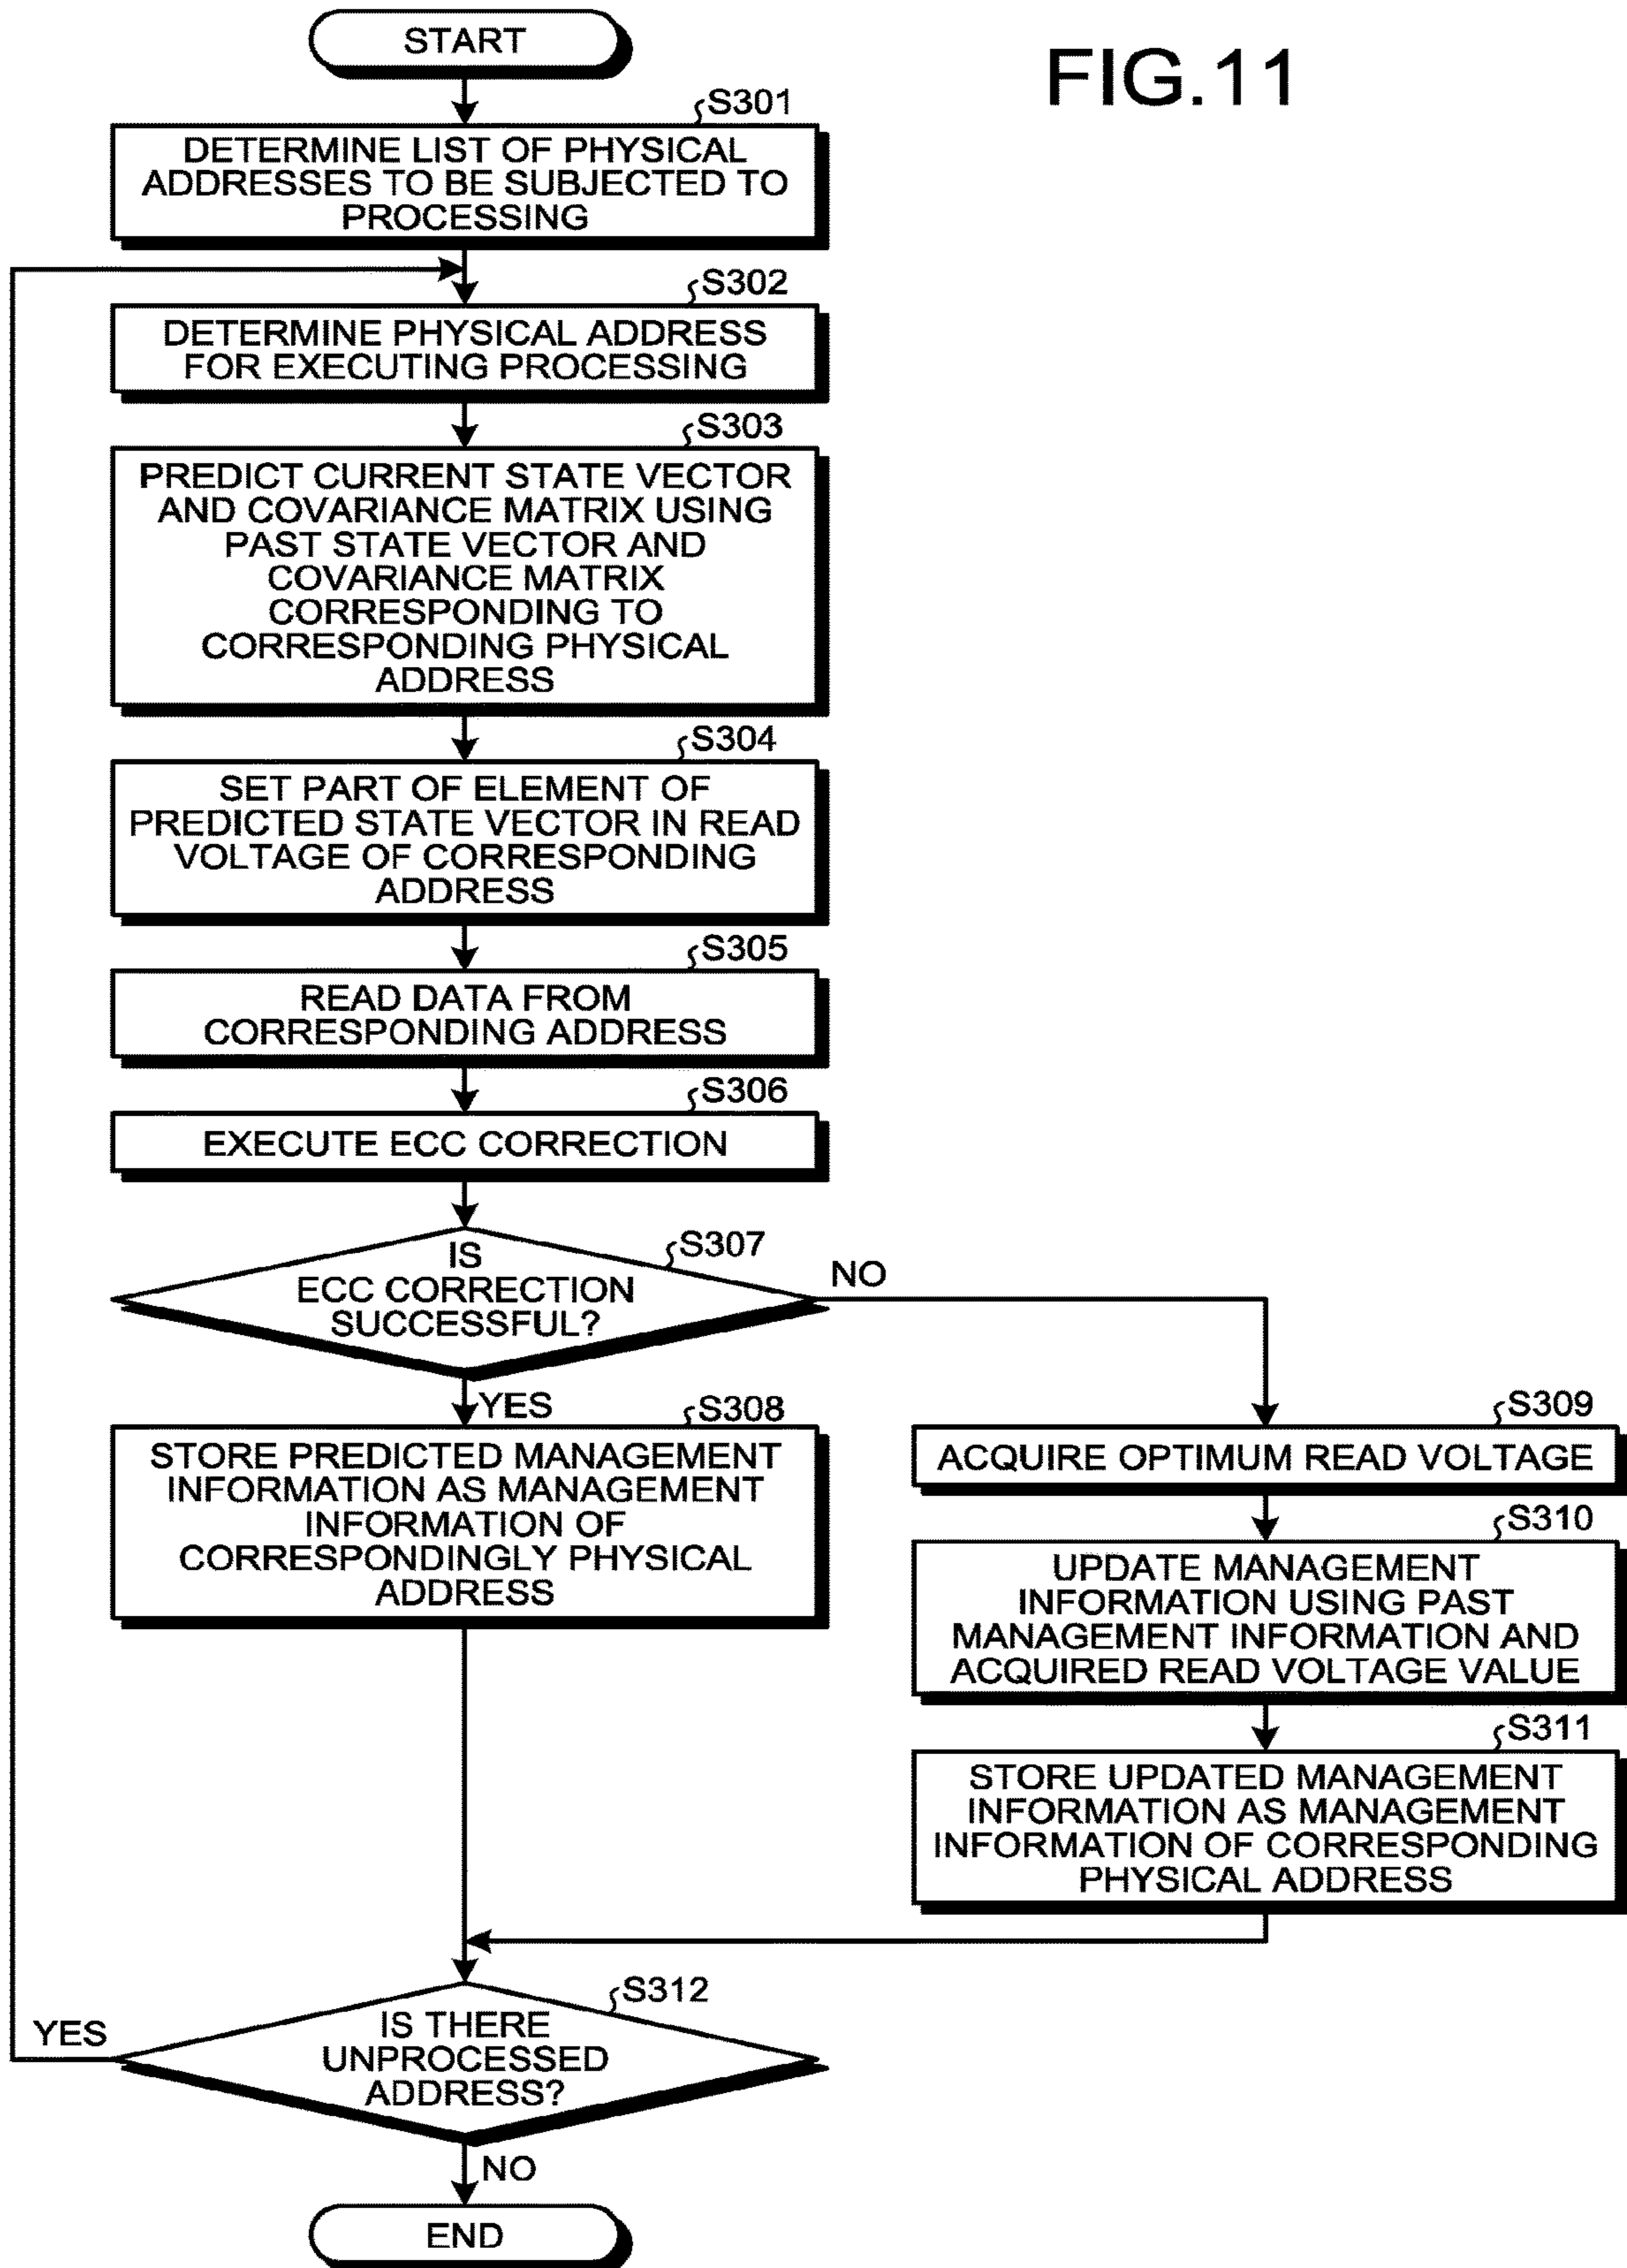 START
FIG.11
S301
DETERMINE LIST OF PHYSICAL
ADDRESSES TO BE SUBJECTED TO
PROCESSING
S302
DETERMINE PHYSICAL ADDRESS
FOR EXECUTING PROCESSING
S303
PREDICT CURRENT STATE VECTOR
AND COVARIANCE MATRIX USING
PAST STATE VECTOR AND
COVARIANCE MATRIX
CORRESPONDING TO
CORRESPONDING PHYSICAL
ADDRESS
S304
SET PART OF ELEMENT OF
PREDICTED STATE VECTOR IN READ
VOLTAGE OF CORRESPONDING
ADDRESS
S305
READ DATA FROM
CORRESPONDING ADDRESS
S306
EXECUTE ECC CORRECTION
S307
IS
ECC CORRECTION
SUCCESSFUL?
NO
YES
S308
STORE PREDICTED MANAGEMENT
INFORMATION AS MANAGEMENT
INFORMATION OF
CORRESPONDINGLY PHYSICAL
ADDRESS
S309
ACQUIRE OPTIMUM READ VOLTAGE
S310
UPDATE MANAGEMENT
INFORMATION USING PAST
MANAGEMENT INFORMATION AND
ACQUIRED READ VOLTAGE VALUE
S311
STORE UPDATED MANAGEMENT
INFORMATION AS MANAGEMENT
INFORMATION OF CORRESPONDING
PHYSICAL ADDRESS
S312
IS THERE
UNPROCESSED
ADDRESS?
YES
NO
END